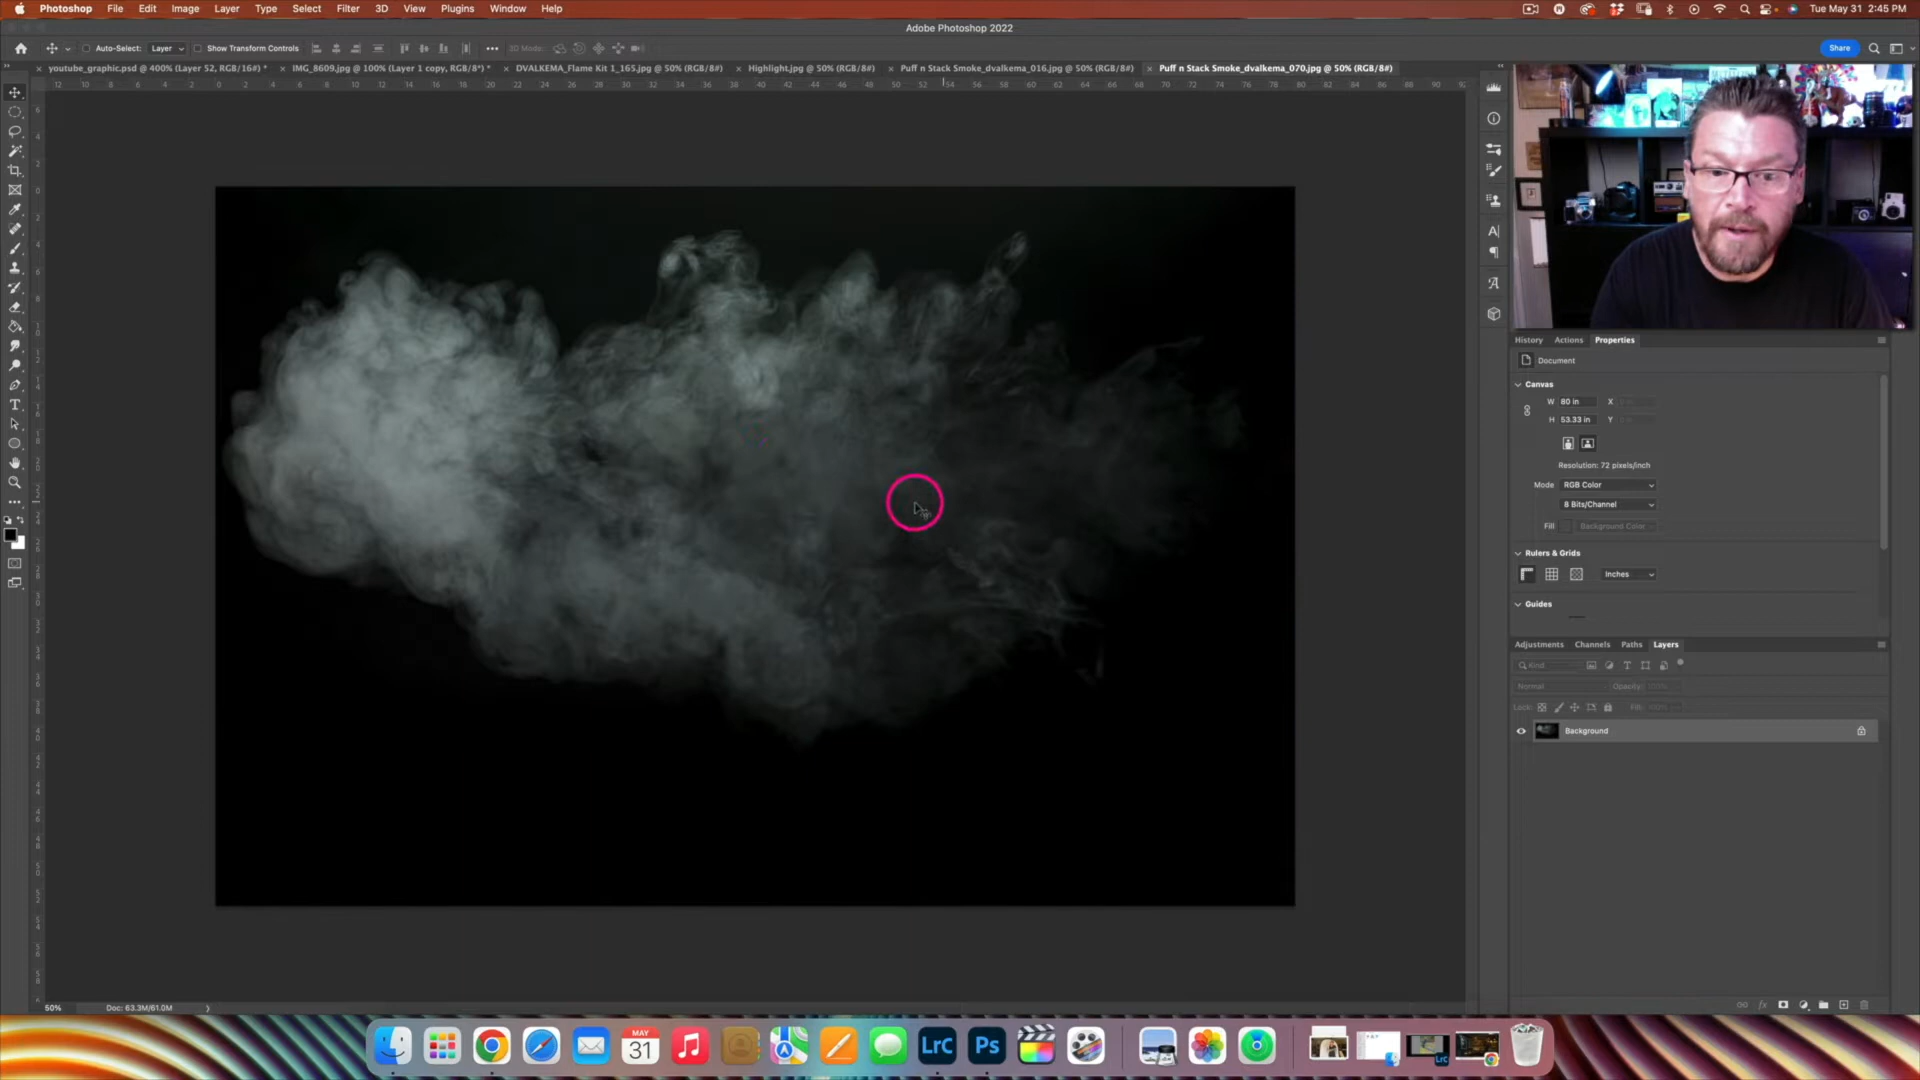 Photoshop File Edit Image Layer Type Select Filter 3D View Plugins Window Help Tue May 31 2:45 PM
Adobe Photoshop 2022
Auto-Select: Layer Show Transform Controls 3D Mode: Share
youtube_graphic.psd @ 400% (Layer 52, RGB/16#) * IMG_8609.jpg @ 100% (Layer 1 copy, RGB/8*) * DVALKEMA_Flame Kit 1_165.jpg @ 50% (RGB/8#) Highlight.jpg @ 50% (RGB/8#) Puff n Stack Smoke_dvalkema_016.jpg @ 50% (RGB/8#) Puff n Stack Smoke_dvalkema_070.jpg @ 50% (RGB/8#)
History Actions Properties
Document
Canvas
W 80 in X
H 53.33 in Y
Resolution: 72 pixels/inch
Mode RGB Color
8 Bits/Channel
Fill Background Color
Rulers & Grids
Inches
Guides
Adjustments Channels Paths Layers
Kind
Normal Opacity: 100%
Lock: Fill: 100%
Background
50% Doc: 63.3M/61.0M
MAY
31
LrC Ps